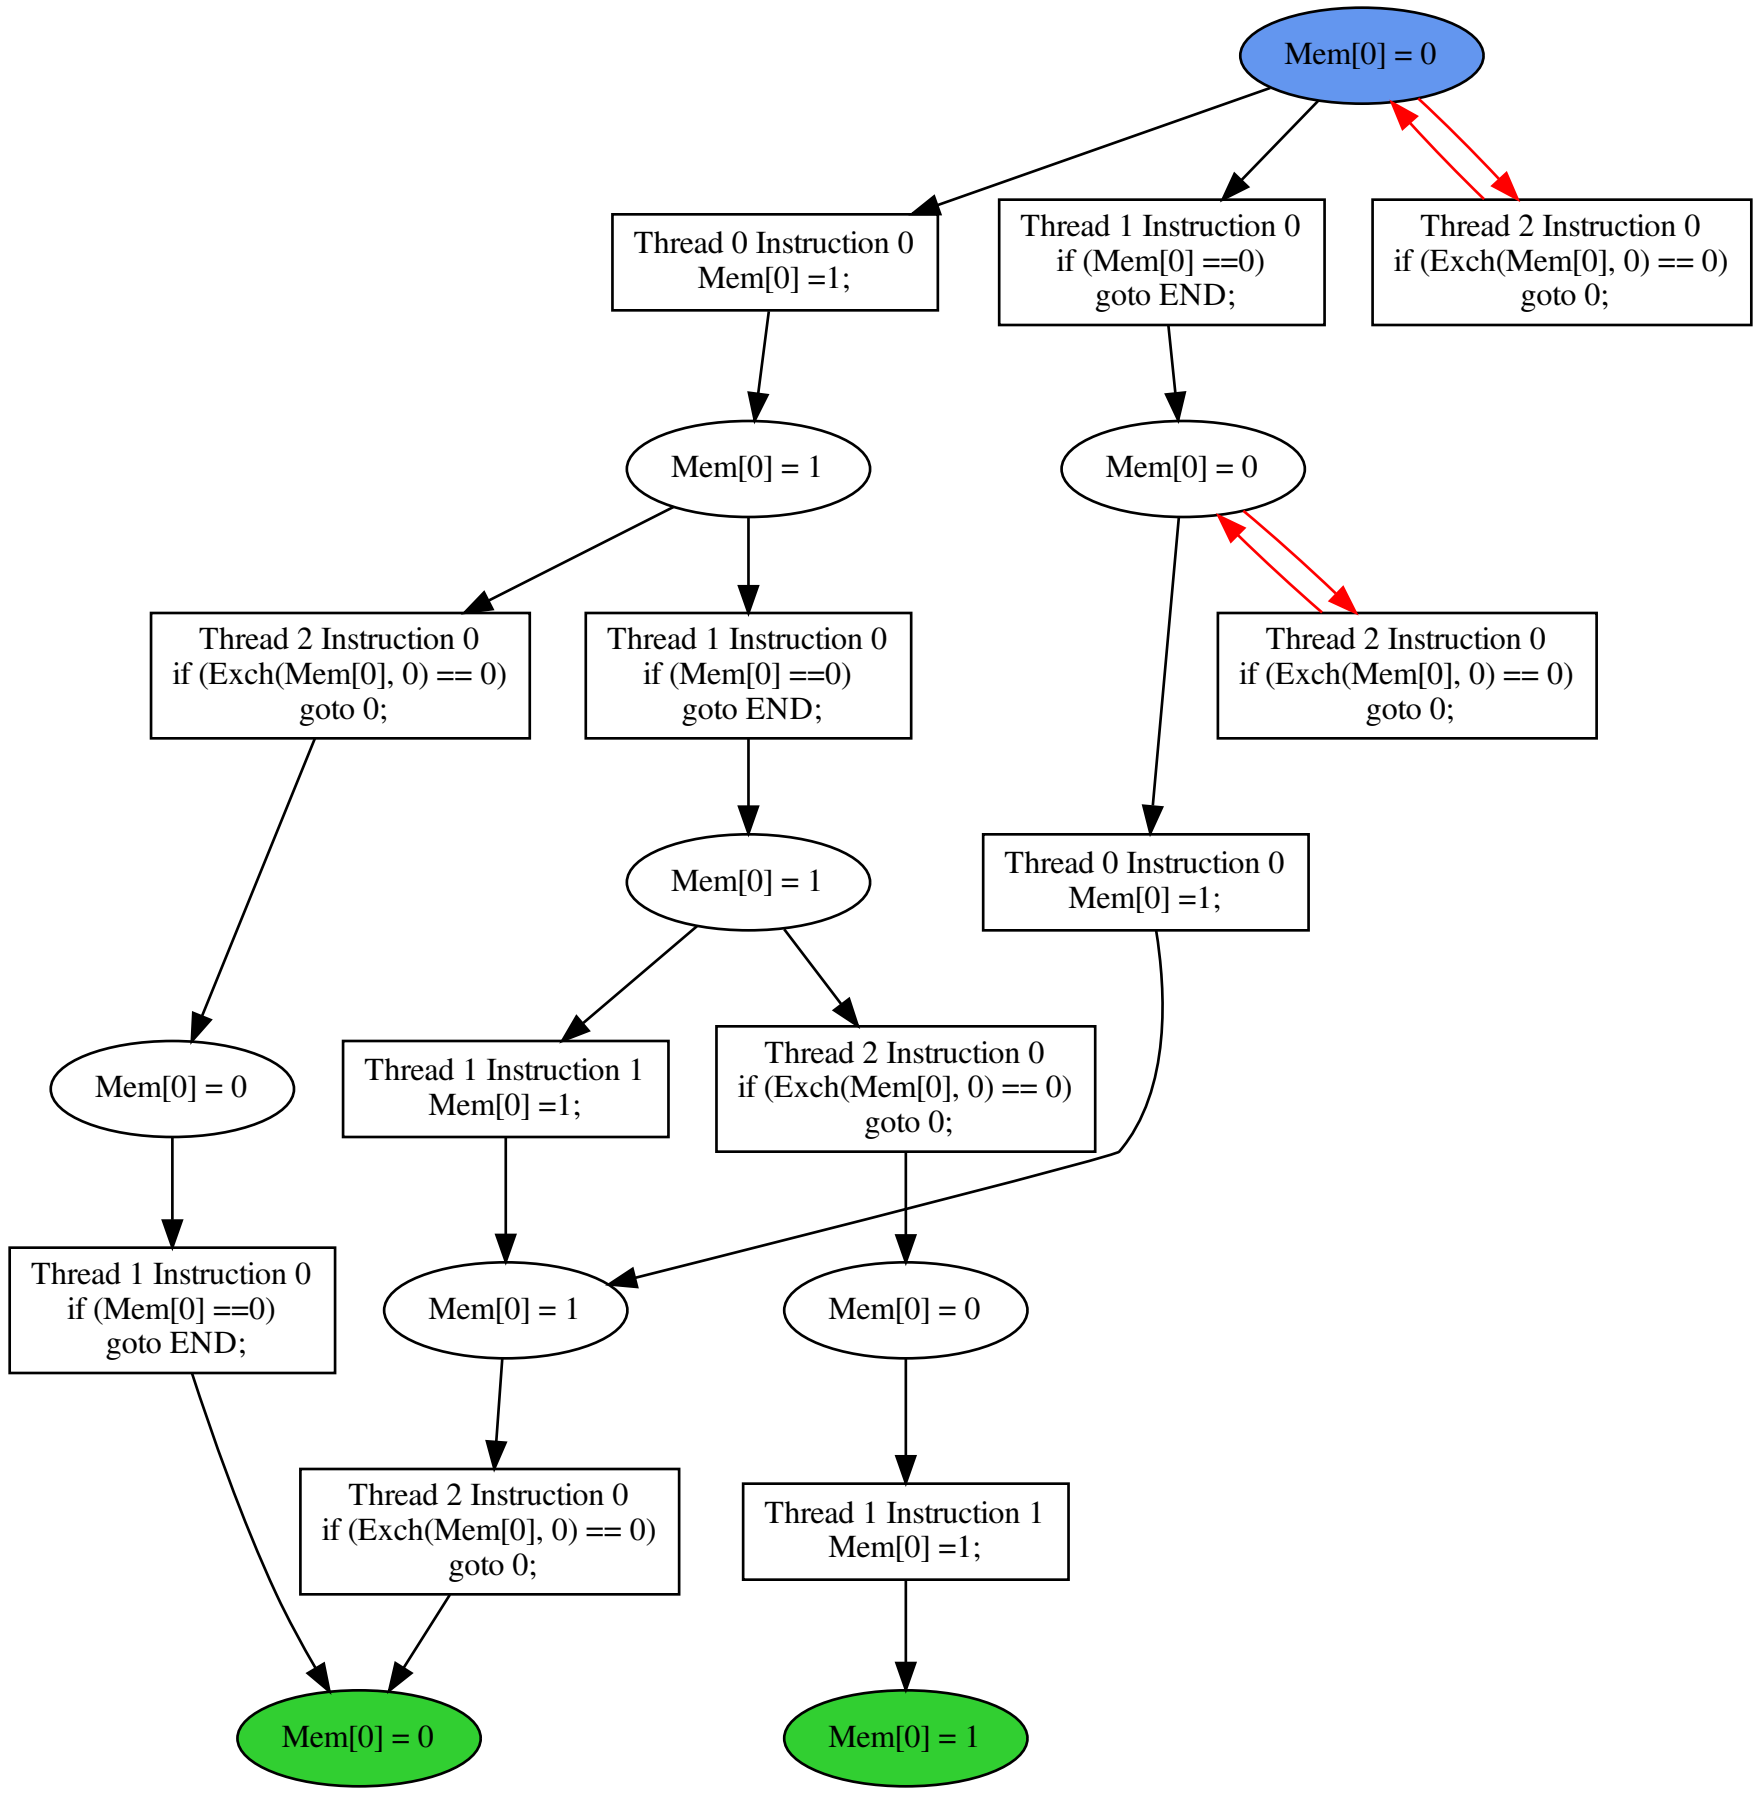 Mem[0] = 0
Thread 0 Instruction 0
Mem[0] =1;
Thread 1 Instruction 0
if (Mem[0] ==0)
goto END;
Thread 2 Instruction 0
if (Exch(Mem[0], 0) == 0)
goto 0;
Mem[0] = 1
Mem[0] = 0
Thread 2 Instruction 0
if (Exch(Mem[0], 0) == 0)
goto 0;
Thread 1 Instruction 0
if (Mem[0] ==0)
goto END;
Thread 2 Instruction 0
if (Exch(Mem[0], 0) == 0)
goto 0;
Mem[0] = 1
Thread 0 Instruction 0
Mem[0] =1;
Mem[0] = 0
Thread 1 Instruction 1
Mem[0] =1;
Thread 2 Instruction 0
if (Exch(Mem[0], 0) == 0)
goto 0;
Thread 1 Instruction 0
if (Mem[0] ==0)
goto END;
Mem[0] = 1
Mem[0] = 0
Thread 2 Instruction 0
if (Exch(Mem[0], 0) == 0)
goto 0;
Thread 1 Instruction 1
Mem[0] =1;
Mem[0] = 0
Mem[0] = 1